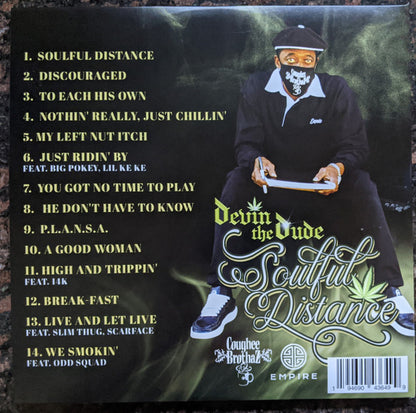 1. SOULFUL DISTANCE
2. DISCOURAGED
3. TO EACH HIS OWN
4. NOTHIN' REALLY, JUST CHILLIN'
5. MY LEFT NUT ITCH
6. JUST RIDIN' BY
FEAT. BIG POKEY, LIL KE KE
7. YOU GOT NO TIME TO PLAY
8. HE DON'T HAVE TO KNOW
9. P.L.A.N.S.A.
10. A GOOD WOMAN
11. HIGH AND TRIPPIN'
FEAT. 14K
12. BREAK-FAST
13. LIVE AND LET LIVE
FEAT. SLIM THUG, SCARFACE
14. WE SMOKIN'
FEAT. ODD SQUAD
Devin
the Dude
Soulful
Distance
Coughee
BrothaZ
EMPIRE
1 94690 43649 9